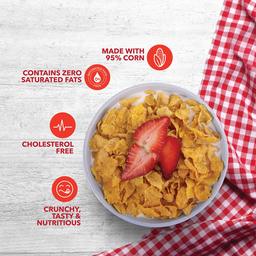 MADE WITH
95% CORN
CONTAINS ZERO
SATURATED FATS
CHOLESTEROL
FREE
CRUNCHY,
TASTY &
NUTRITIOUS